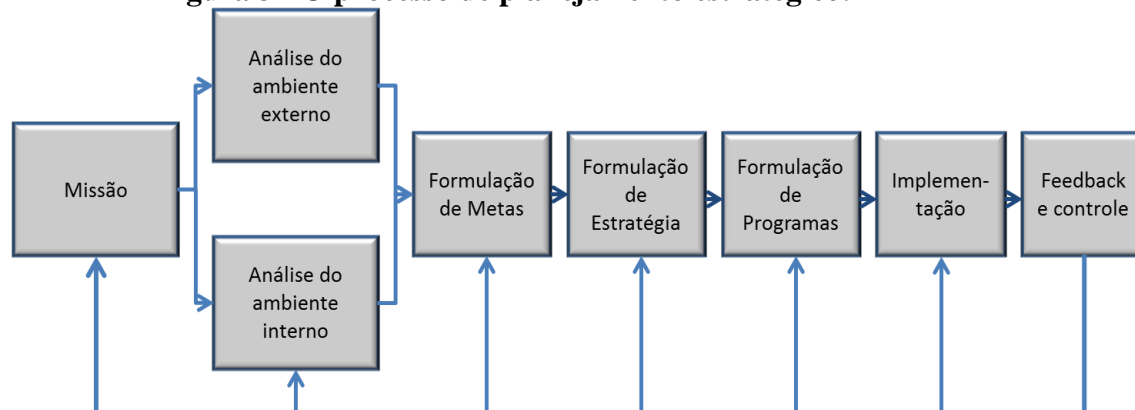 Missão
Análise do
ambiente
externo
Análise do
ambiente
interno
Formulação
de Metas
Formulação
de
Estratégia
Formulação
de
Programas
Implemen-
tação
Feedback
e controle